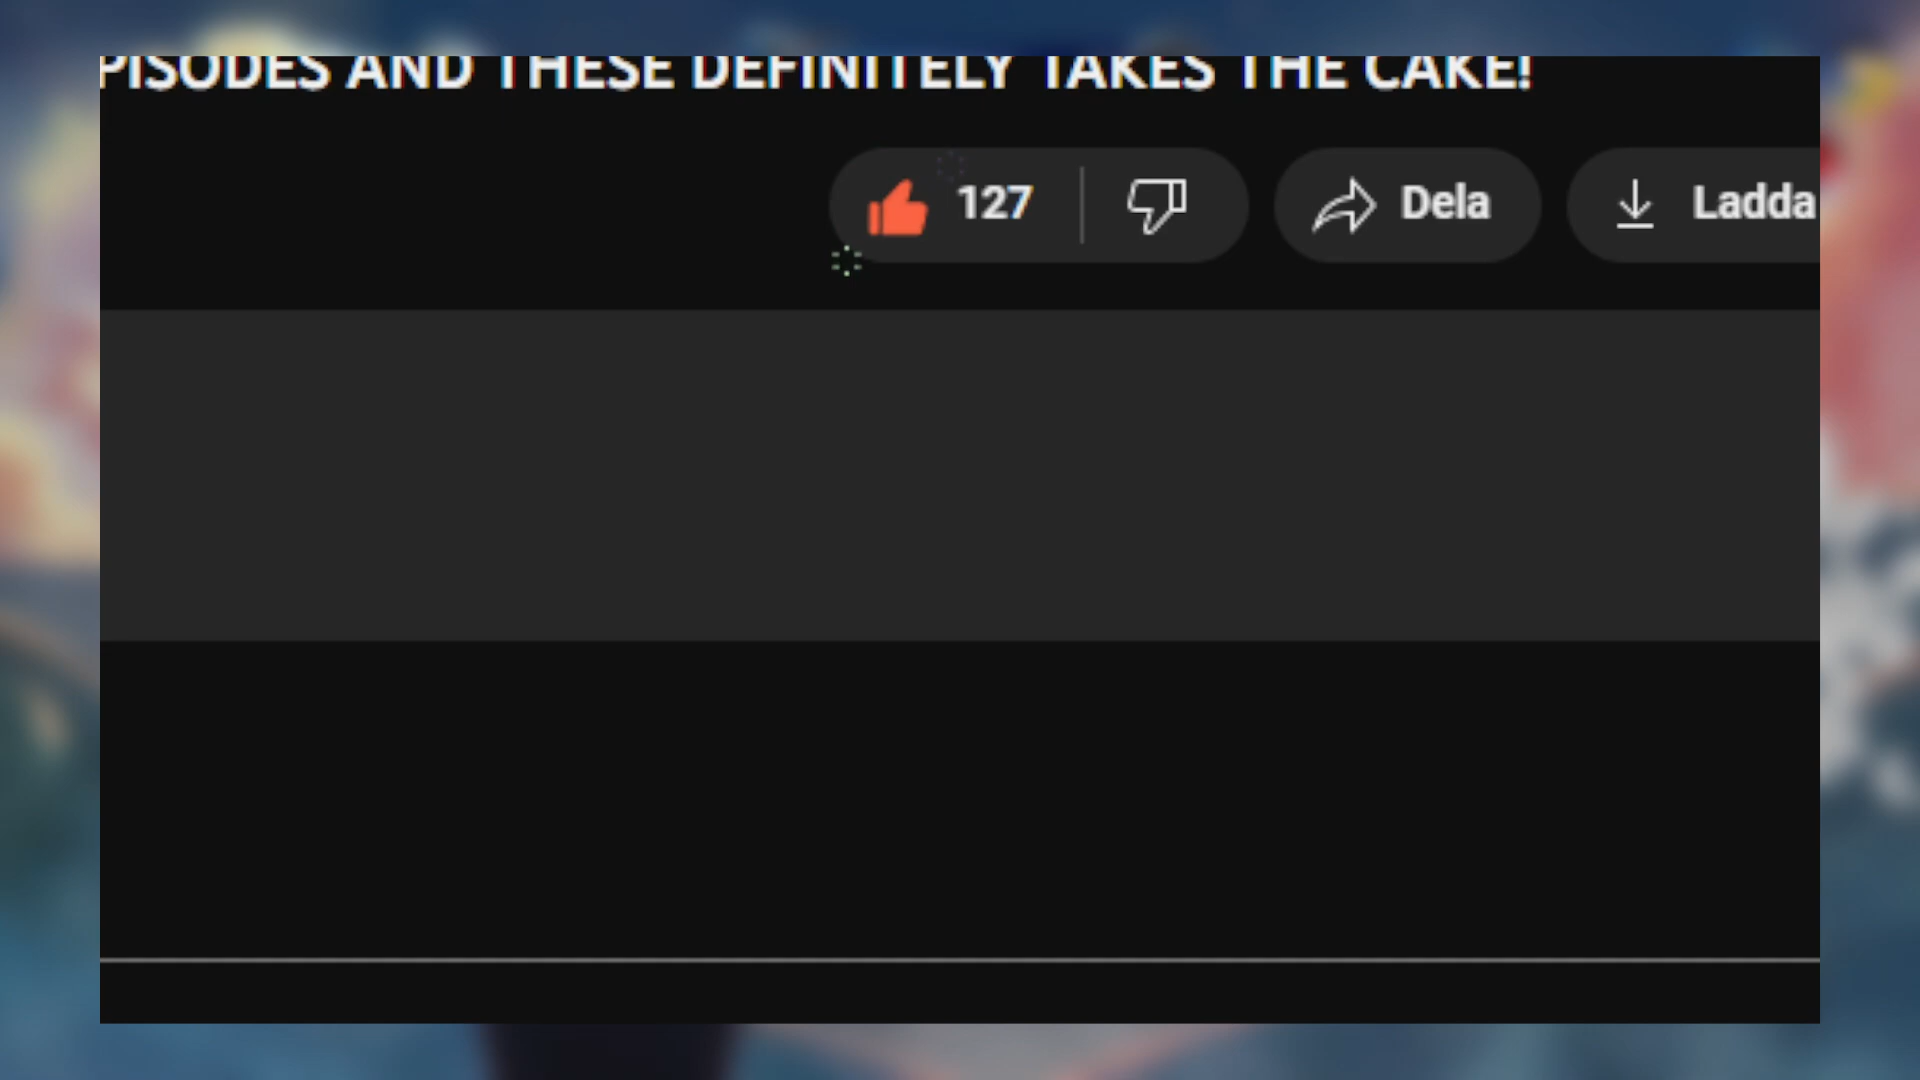 PISODES AND THESE DEFINITELY TAKES THE CAKE!
127 Dela Ladda